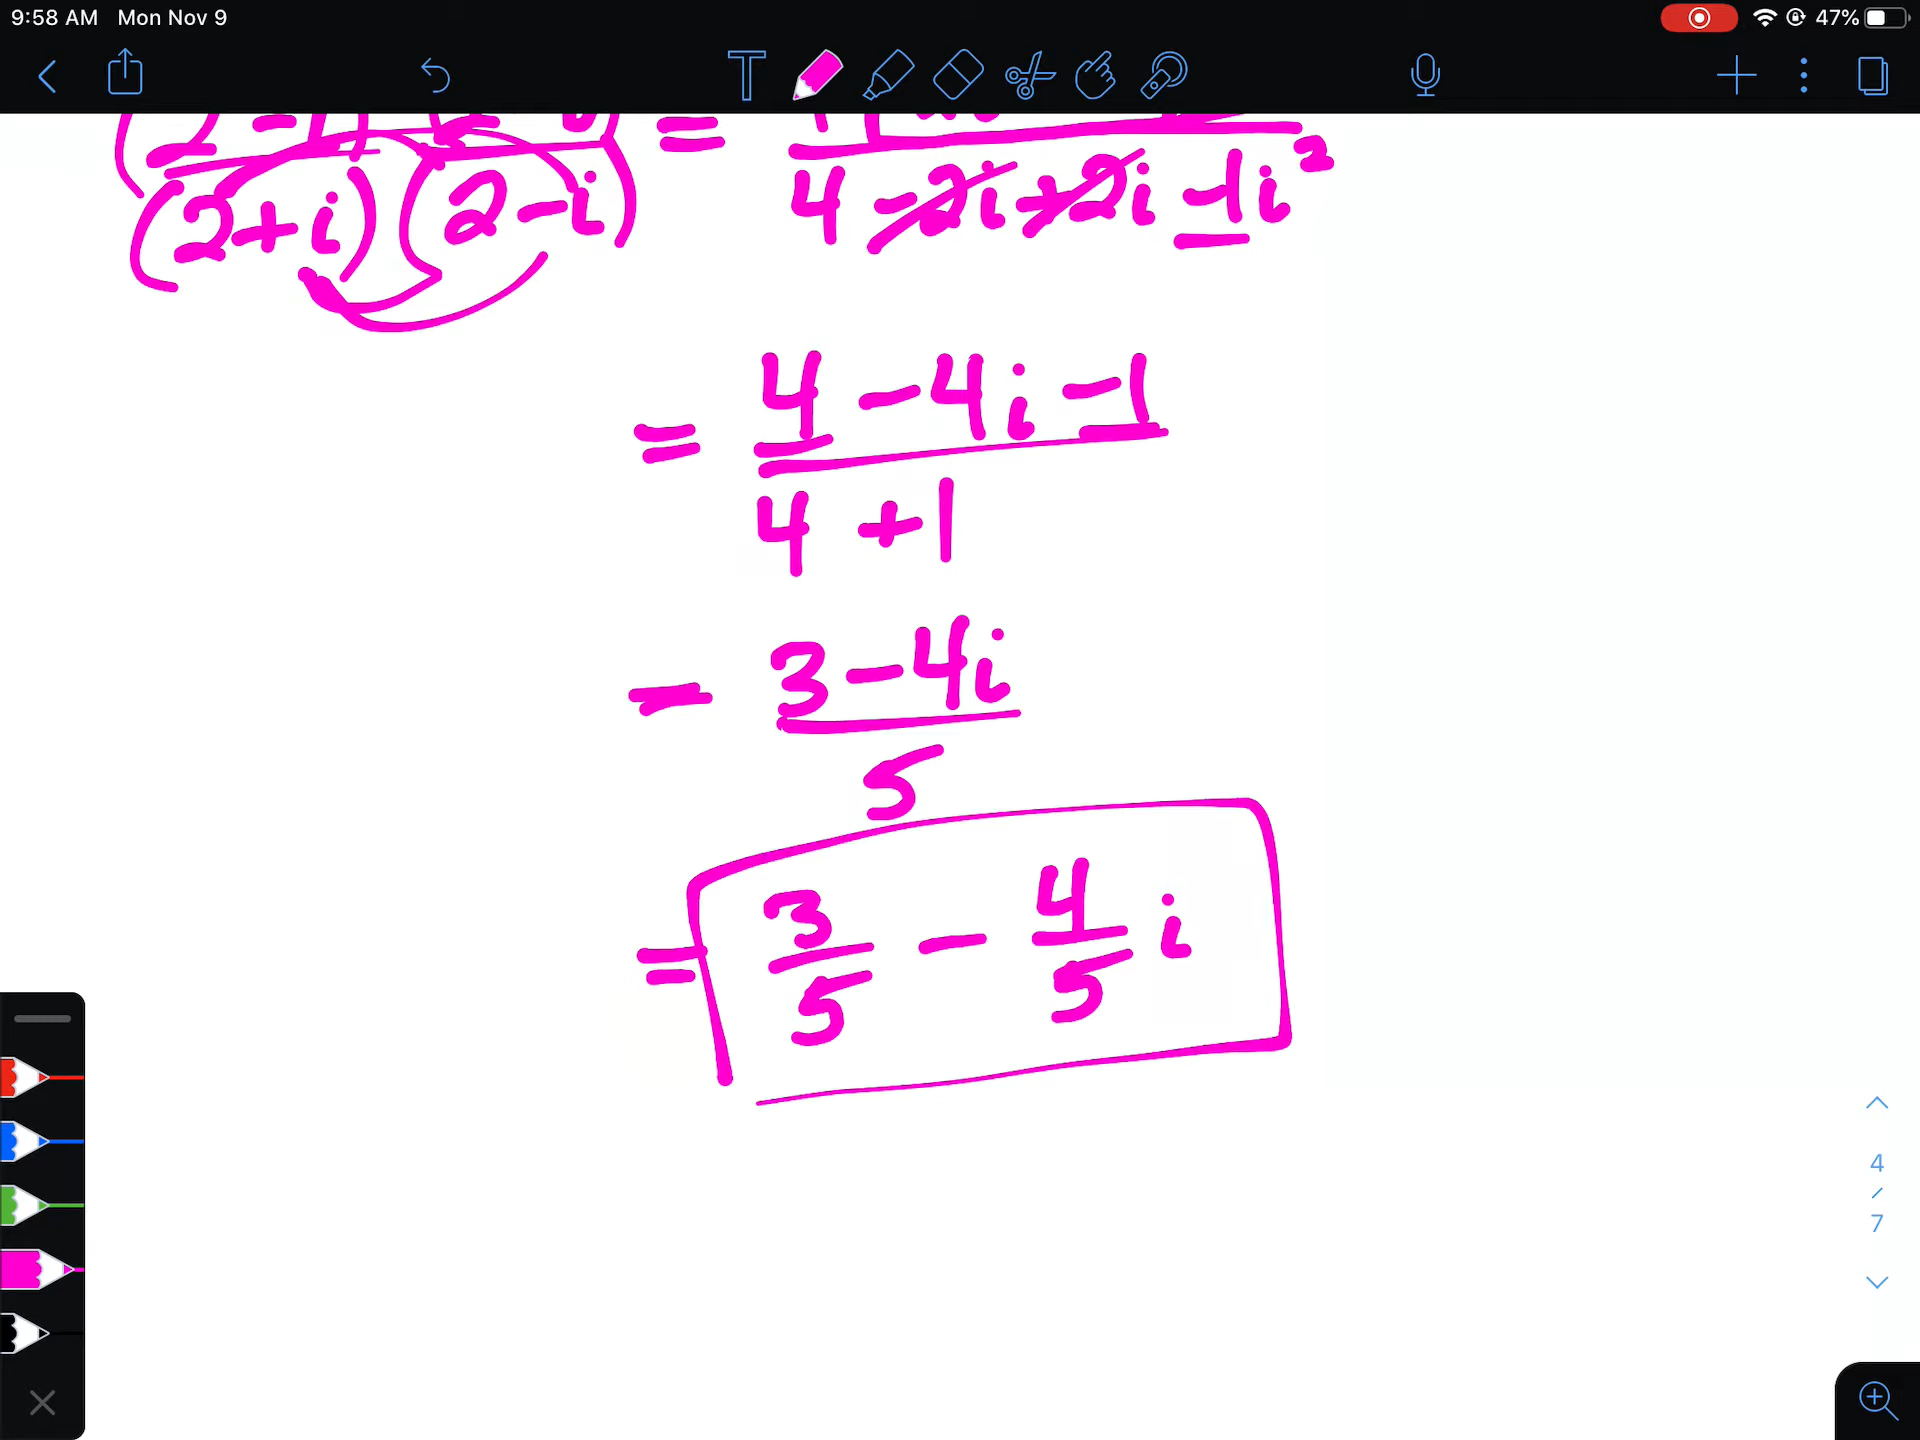 9:58 AM Mon Nov 9 47%
T
(2 - i)
=
(2+i)(2-i) 4 -2i+2i -1i²
= 4 - 4i - 1
4 + 1
= 3 - 4i
5
= 3/5 - 4/5 i
4
/
7